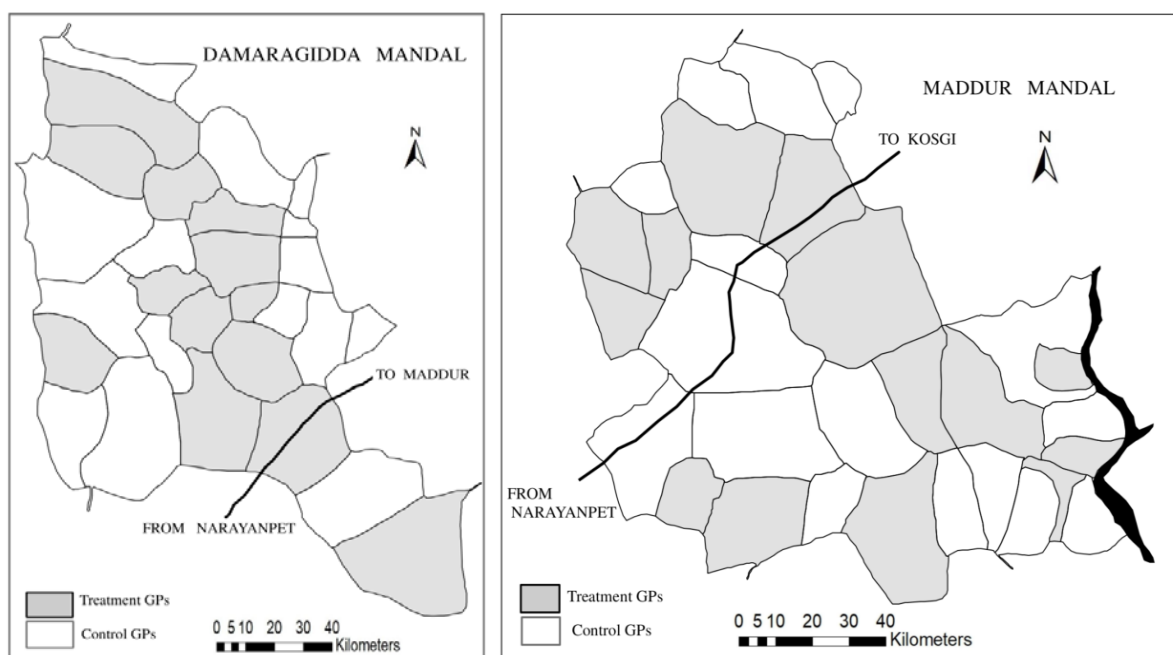 DAMARAGIDDA MANDAL
N
TO MADDUR
FROM NARAYANPET
Treatment GPs
Control GPs
0 5 10 20 30 40
Kilometers
MADDUR MANDAL
TO KOSGI
N
FROM
NARAYANPET
Treatment GPs
Control GPs
0 5 10 20 30 40
Kilometers